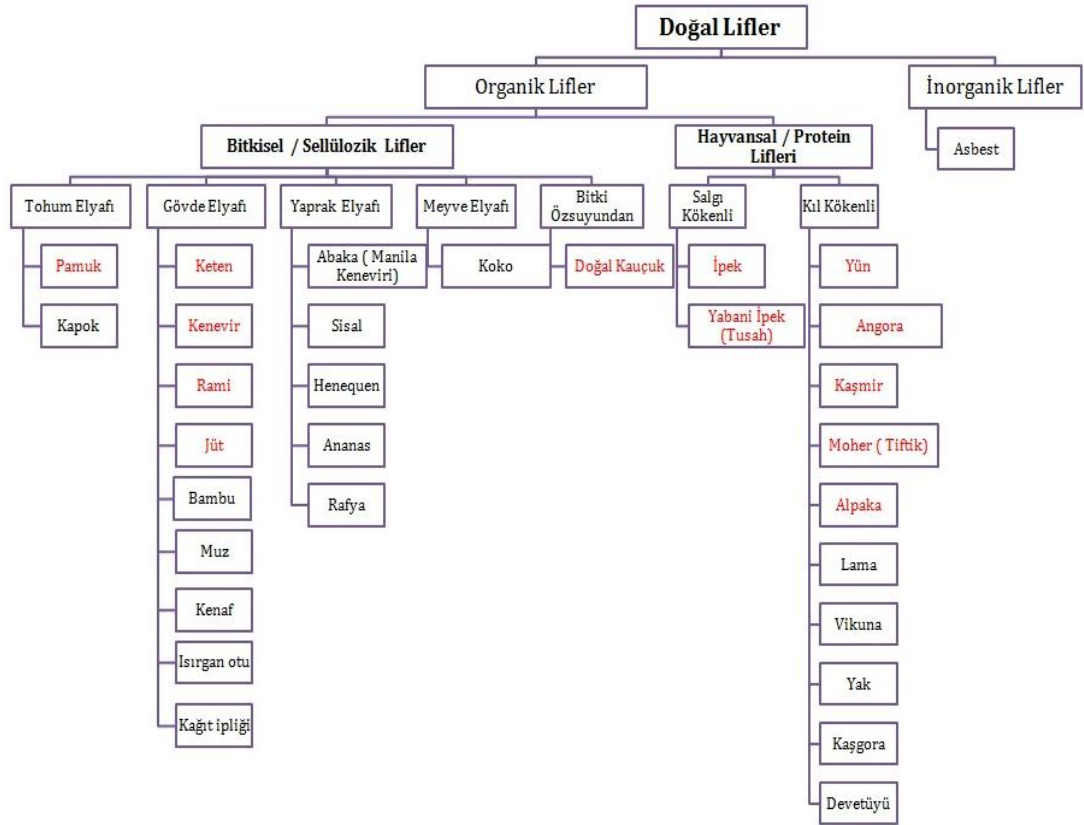 Doğal Lifler
Organik Lifler
İnorganik Lifler
Bitkisel / Sellülozik Lifler
Hayvansal / Protein
Lifleri
Asbest
Tohum Elyafı
Gövde Elyafı
Yaprak Elyafı
Meyve Elyafı
Bitki
Özsuyundan
Salgı
Kökenli
Kıl Kökenli
Pamuk
Kapok
Keten
Kenevir
Rami
Jüt
Bambu
Muz
Kenaf
Isırgan otu
Kağıt ipliği
Abaka ( Manila
Keneviri)
Sisal
Henequen
Ananas
Rafya
Koko
Doğal Kauçuk
İpek
Yabani İpek
(Tusah)
Yün
Angora
Kaşmir
Moher ( Tiftik)
Alpaka
Lama
Vikuna
Yak
Kaşgora
Devetüyü